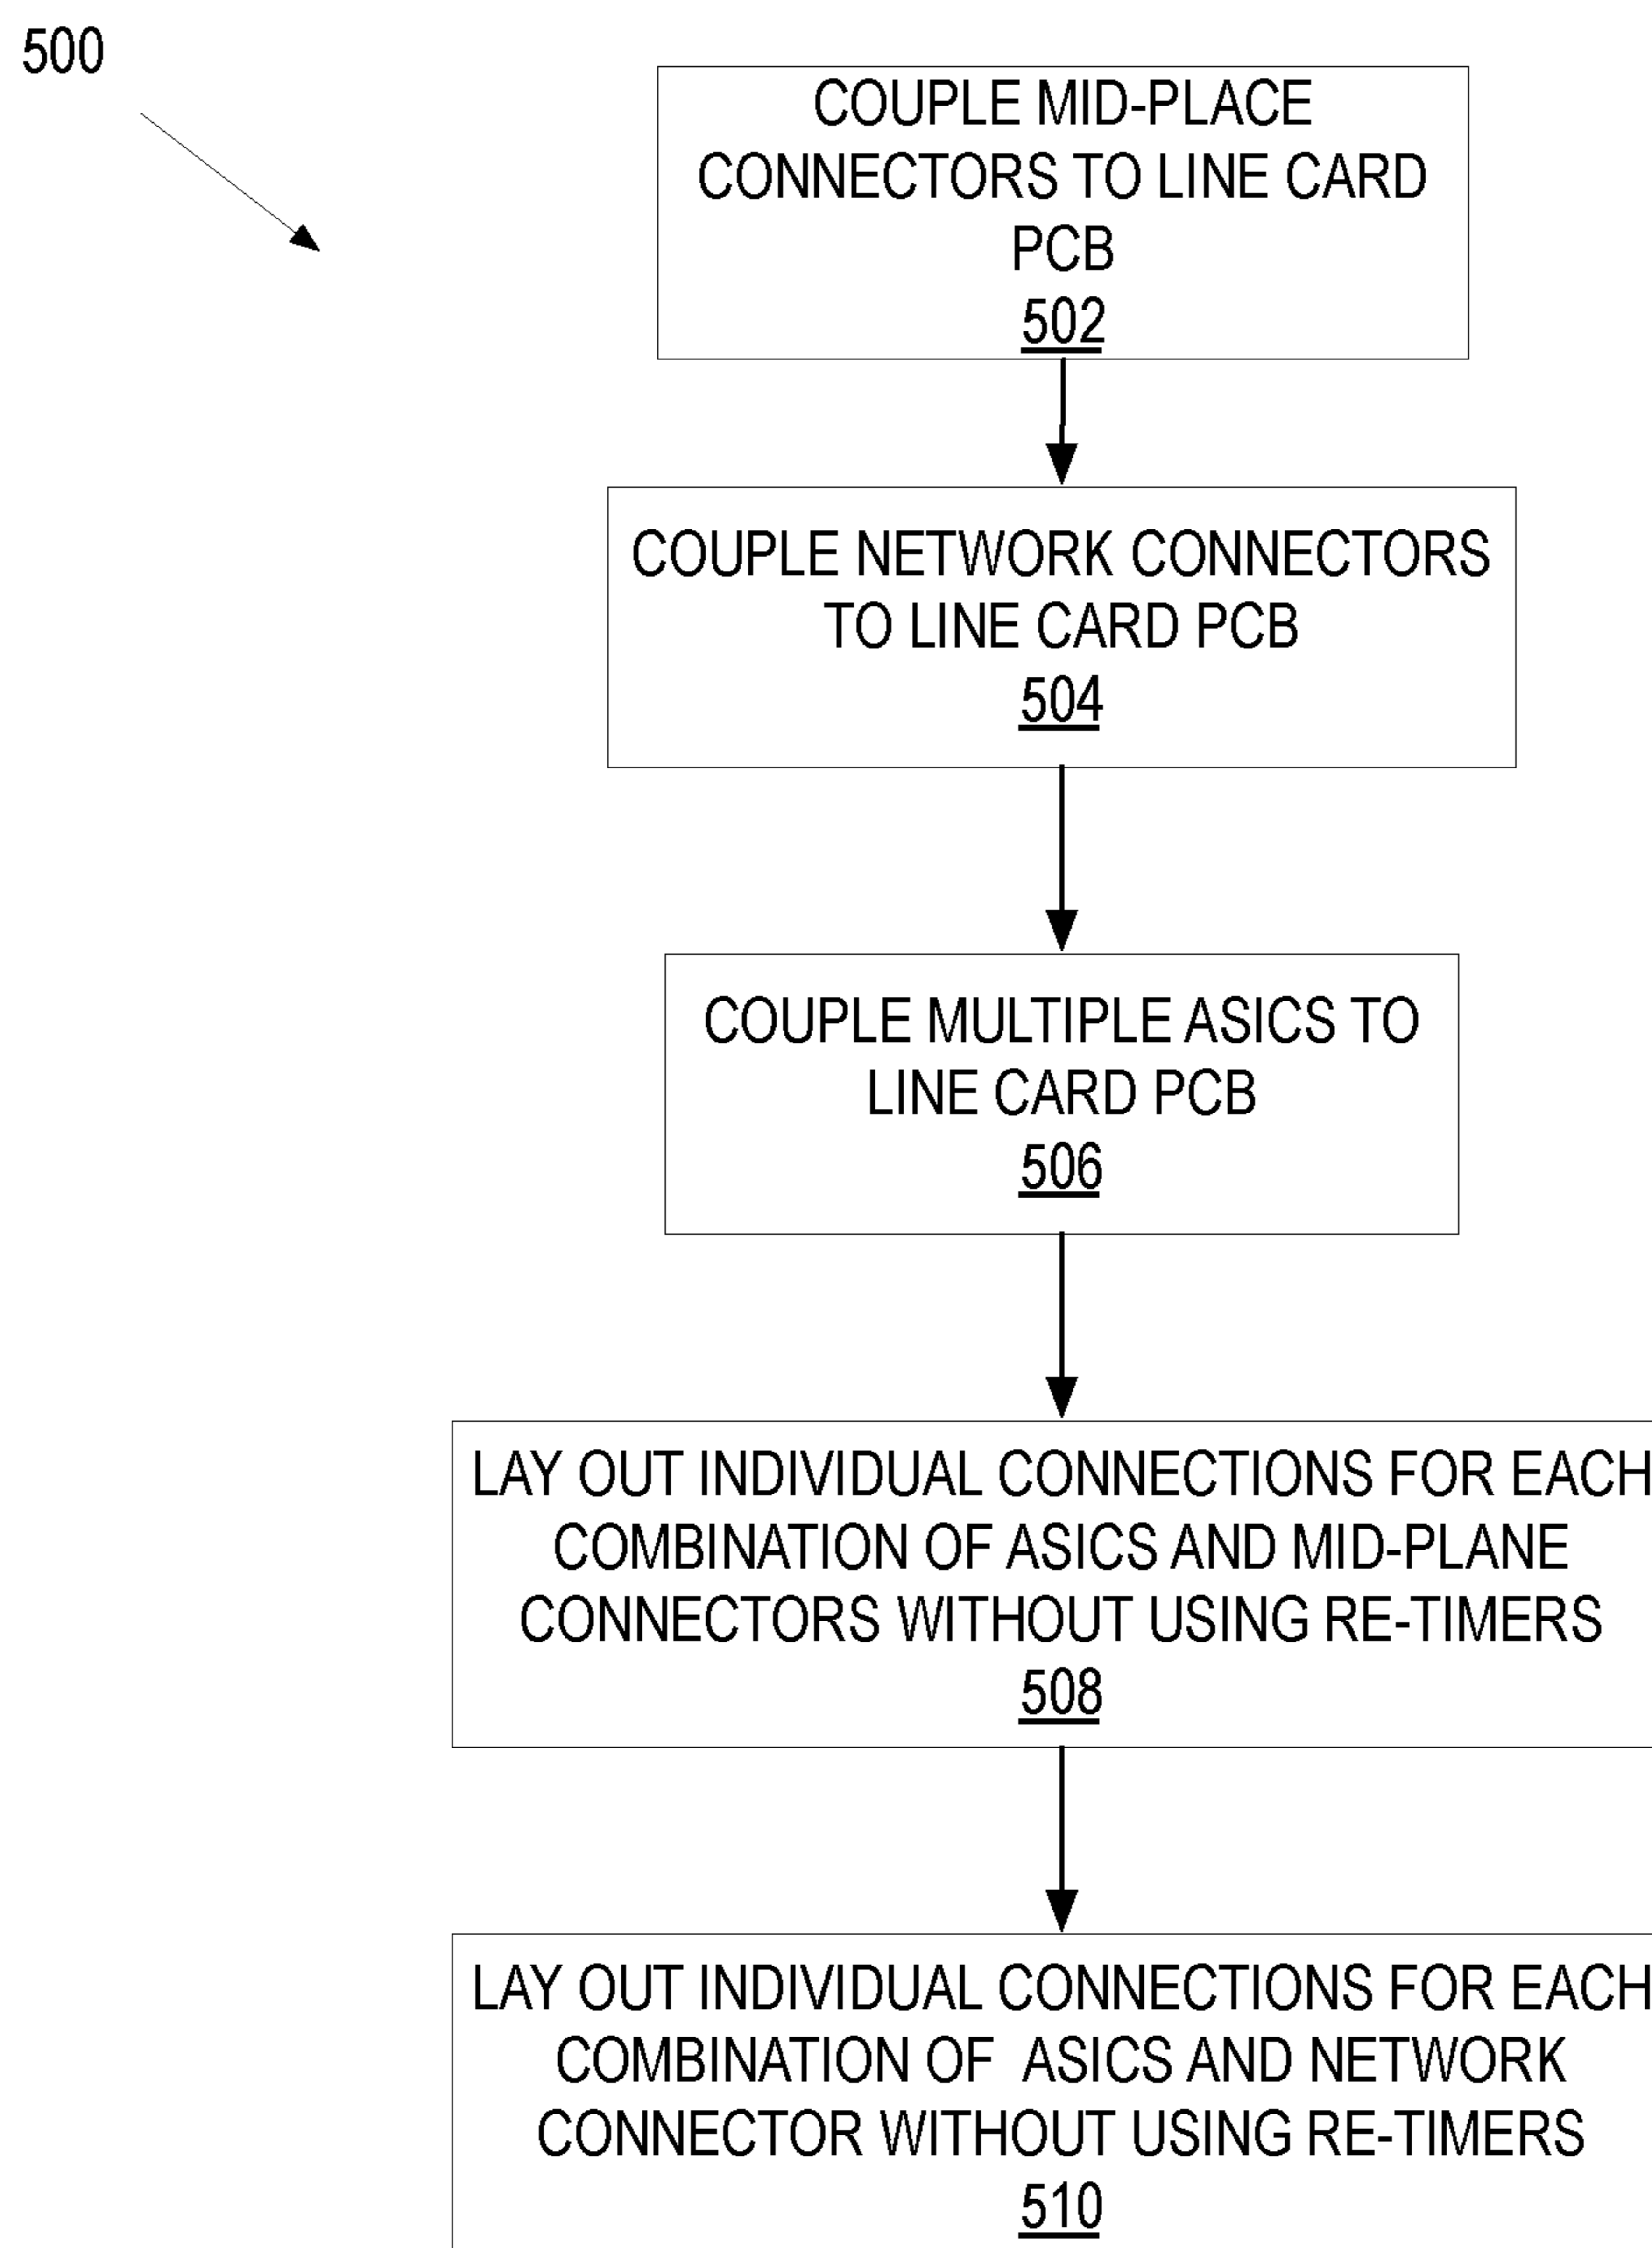 500
COUPLE MID-PLACE
CONNECTORS TO LINE CARD
PCB
502
COUPLE NETWORK CONNECTORS
TO LINE CARD PCB
504
COUPLE MULTIPLE ASICS TO
LINE CARD PCB
506
LAY OUT INDIVIDUAL CONNECTIONS FOR EACH
COMBINATION OF ASICS AND MID-PLANE
CONNECTORS WITHOUT USING RE-TIMERS
508
LAY OUT INDIVIDUAL CONNECTIONS FOR EACH
COMBINATION OF ASICS AND NETWORK
CONNECTOR WITHOUT USING RE-TIMERS
510